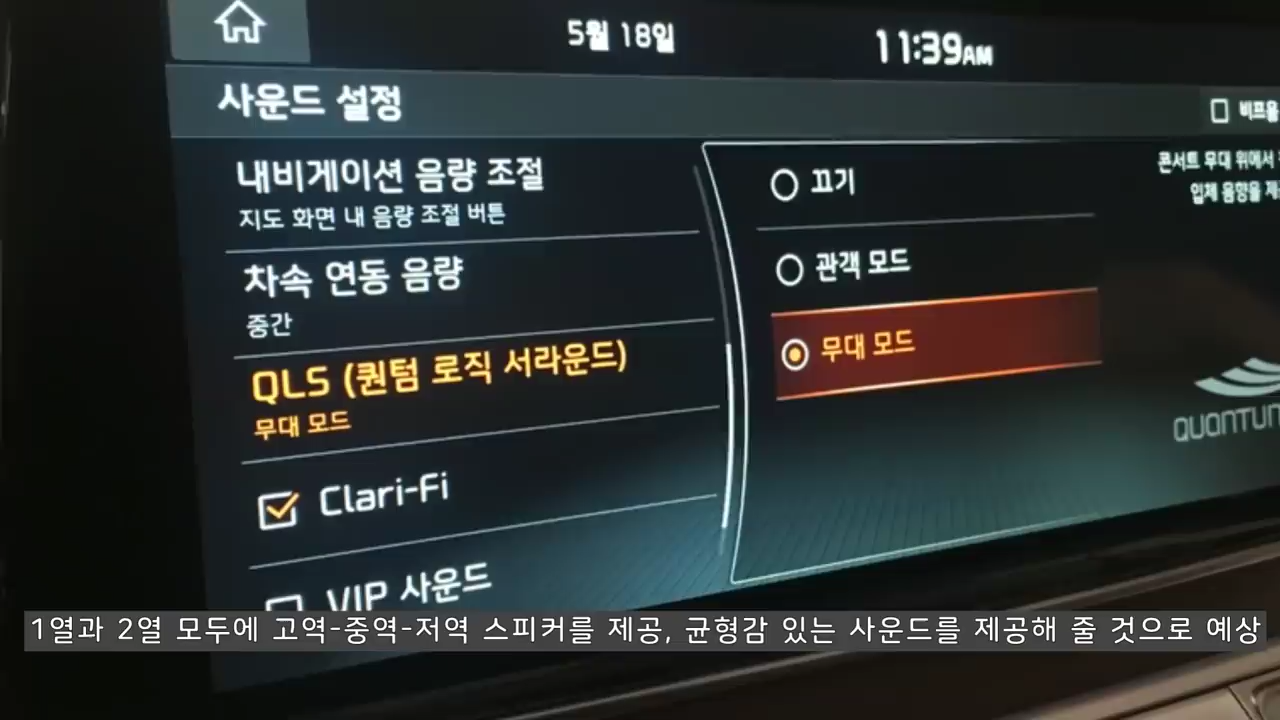 5월 18일
11:39AM
사운드 설정
비프음
내비게이션 음량 조절
지도 화면 내 음량 조절 버튼
차속 연동 음량
중간
QLS (퀀텀 로직 서라운드)
무대 모드
Clari-Fi
VIP 사운드
끄기
관객 모드
무대 모드
콘서트 무대 위에서
입체 음향을
QUANTUM
1열과 2열 모두에 고역-중역-저역 스피커를 제공, 균형감 있는 사운드를 제공해 줄 것으로 예상